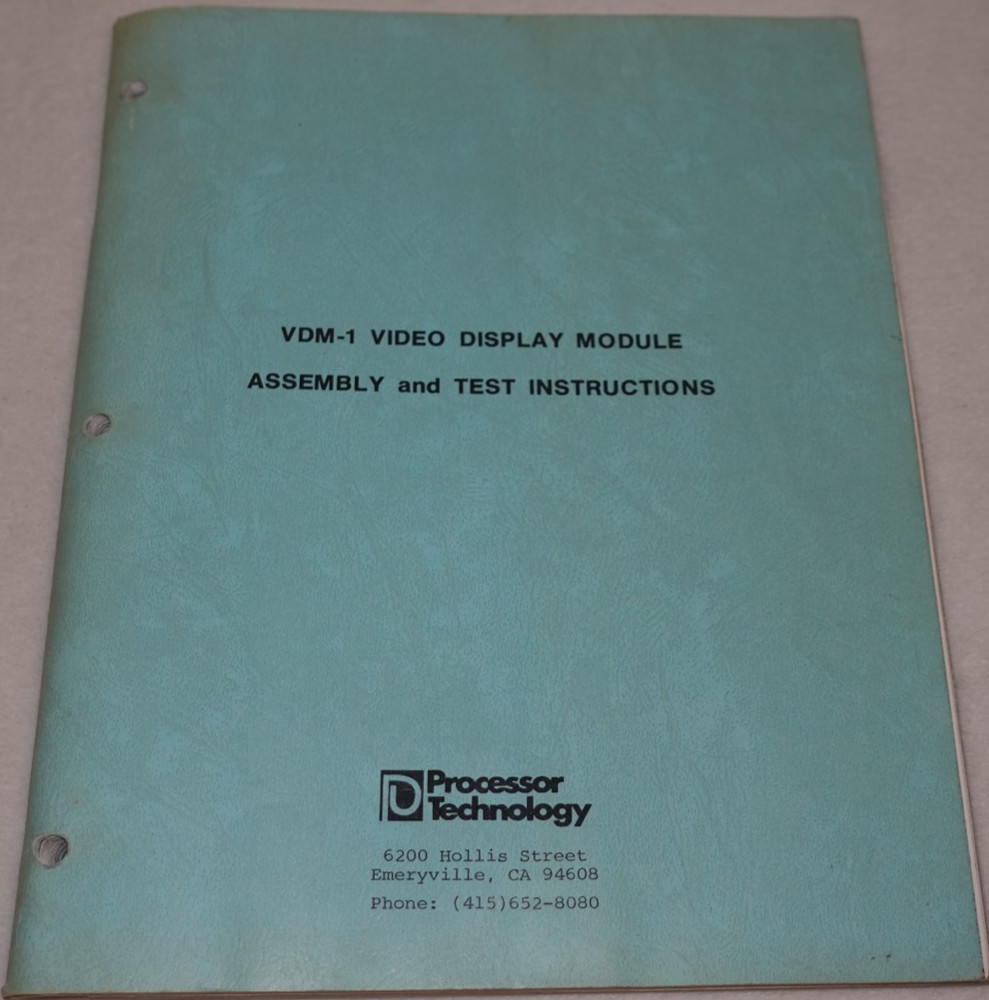 VDM-1 VIDEO DISPLAY MODULE
ASSEMBLY and TEST INSTRUCTIONS
Processor
Technology
6200 Hollis Street
Emeryville, CA 94608
Phone: (415)652-8080